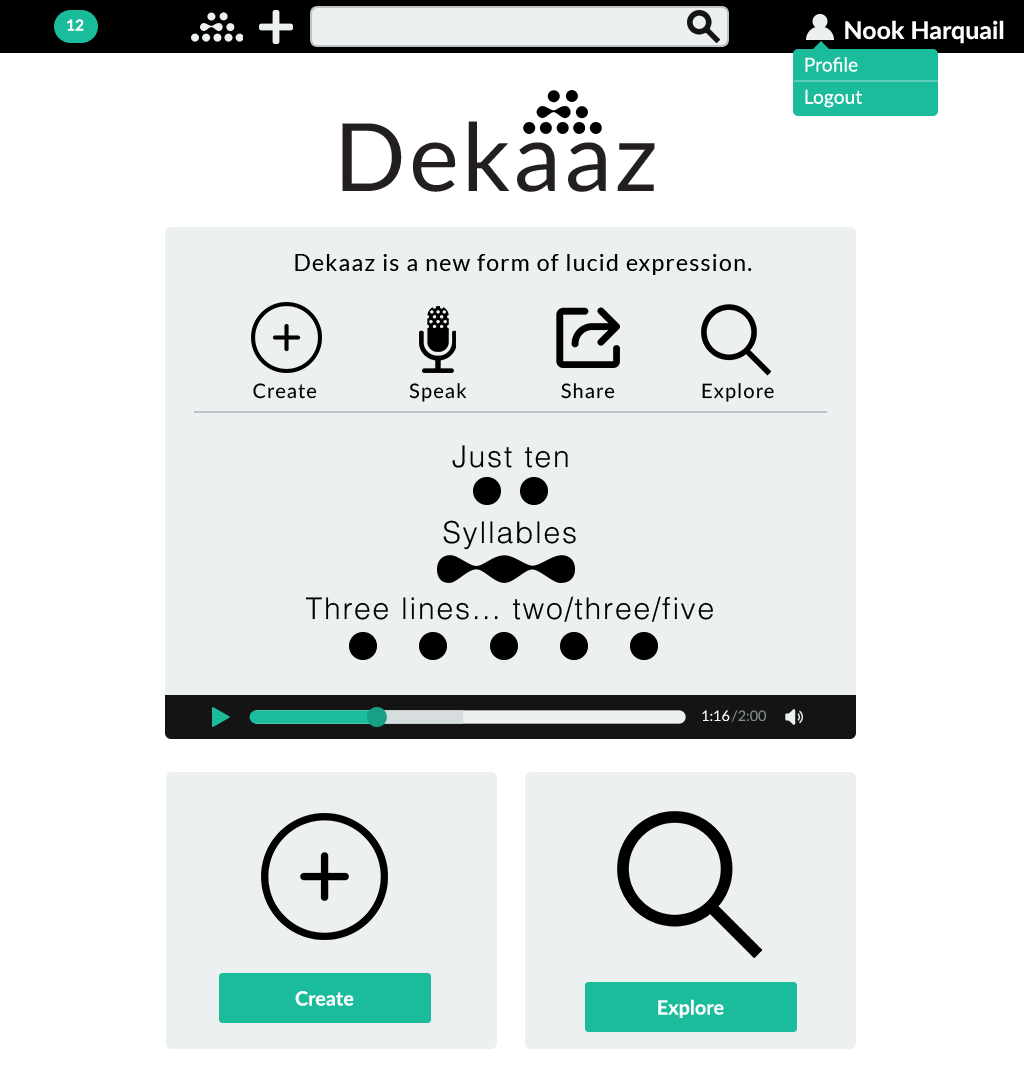 12
Nook Harquail
Profile
Logout
Dekaaz
Dekaaz is a new form of lucid expression.
Create Speak Share Explore
Just ten
Syllables
Three lines... two/three/five
1:16/2:00
Create Explore